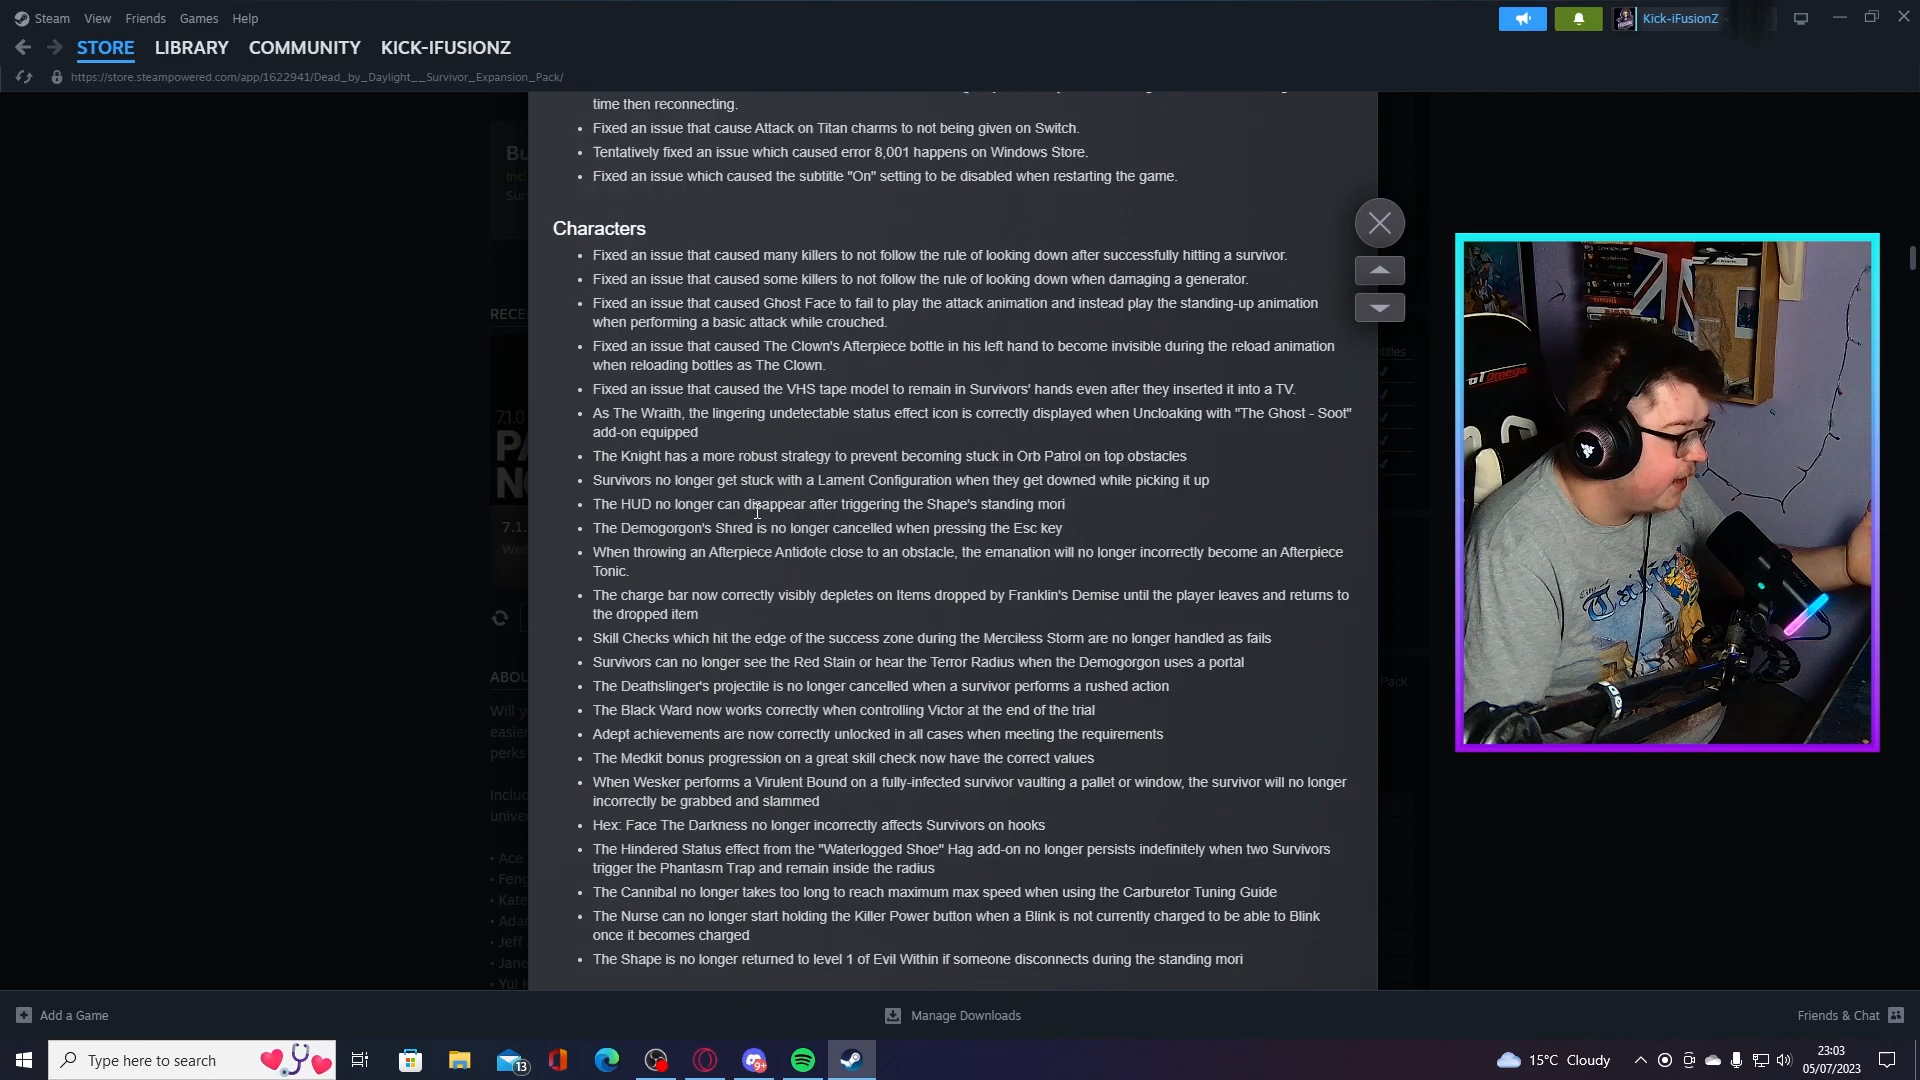 Steam View Friends Games Help Kick-iFusionZ
STORE LIBRARY COMMUNITY KICK-IFUSIONZ
https://store.steampowered.com/app/1622941/Dead_by_Daylight__Survivor_Expansion_Pack/
time then reconnecting.
• Fixed an issue that cause Attack on Titan charms to not being given on Switch.
• Tentatively fixed an issue which caused error 8,001 happens on Windows Store.
• Fixed an issue which caused the subtitle "On" setting to be disabled when restarting the game.
Characters
• Fixed an issue that caused many killers to not follow the rule of looking down after successfully hitting a survivor.
• Fixed an issue that caused some killers to not follow the rule of looking down when damaging a generator.
• Fixed an issue that caused Ghost Face to fail to play the attack animation and instead play the standing-up animation
when performing a basic attack while crouched.
• Fixed an issue that caused The Clown's Afterpiece bottle in his left hand to become invisible during the reload animation
when reloading bottles as The Clown.
• Fixed an issue that caused the VHS tape model to remain in Survivors' hands even after they inserted it into a TV.
• As The Wraith, the lingering undetectable status effect icon is correctly displayed when Uncloaking with "The Ghost - Soot"
add-on equipped
• The Knight has a more robust strategy to prevent becoming stuck in Orb Patrol on top obstacles
• Survivors no longer get stuck with a Lament Configuration when they get downed while picking it up
• The HUD no longer can disappear after triggering the Shape's standing mori
• The Demogorgon's Shred is no longer cancelled when pressing the Esc key
• When throwing an Afterpiece Antidote close to an obstacle, the emanation will no longer incorrectly become an Afterpiece
Tonic.
• The charge bar now correctly visibly depletes on Items dropped by Franklin's Demise until the player leaves and returns to
the dropped item
• Skill Checks which hit the edge of the success zone during the Merciless Storm are no longer handled as fails
• Survivors can no longer see the Red Stain or hear the Terror Radius when the Demogorgon uses a portal
• The Deathslinger's projectile is no longer cancelled when a survivor performs a rushed action
• The Black Ward now works correctly when controlling Victor at the end of the trial
• Adept achievements are now correctly unlocked in all cases when meeting the requirements
• The Medkit bonus progression on a great skill check now have the correct values
• When Wesker performs a Virulent Bound on a fully-infected survivor vaulting a pallet or window, the survivor will no longer
incorrectly be grabbed and slammed
• Hex: Face The Darkness no longer incorrectly affects Survivors on hooks
• The Hindered Status effect from the "Waterlogged Shoe" Hag add-on no longer persists indefinitely when two Survivors
trigger the Phantasm Trap and remain inside the radius
• The Cannibal no longer takes too long to reach maximum max speed when using the Carburetor Tuning Guide
• The Nurse can no longer start holding the Killer Power button when a Blink is not currently charged to be able to Blink
once it becomes charged
• The Shape is no longer returned to level 1 of Evil Within if someone disconnects during the standing mori
RECE
7.1.0
ABOU
• Ace
• Feng
• Kate
• Adam
• Jeff
• Jane
• Yui K
Pack
GT Omega
Add a Game Manage Downloads Friends & Chat
Type here to search 13 9+ 15°C Cloudy 23:03
05/07/2023